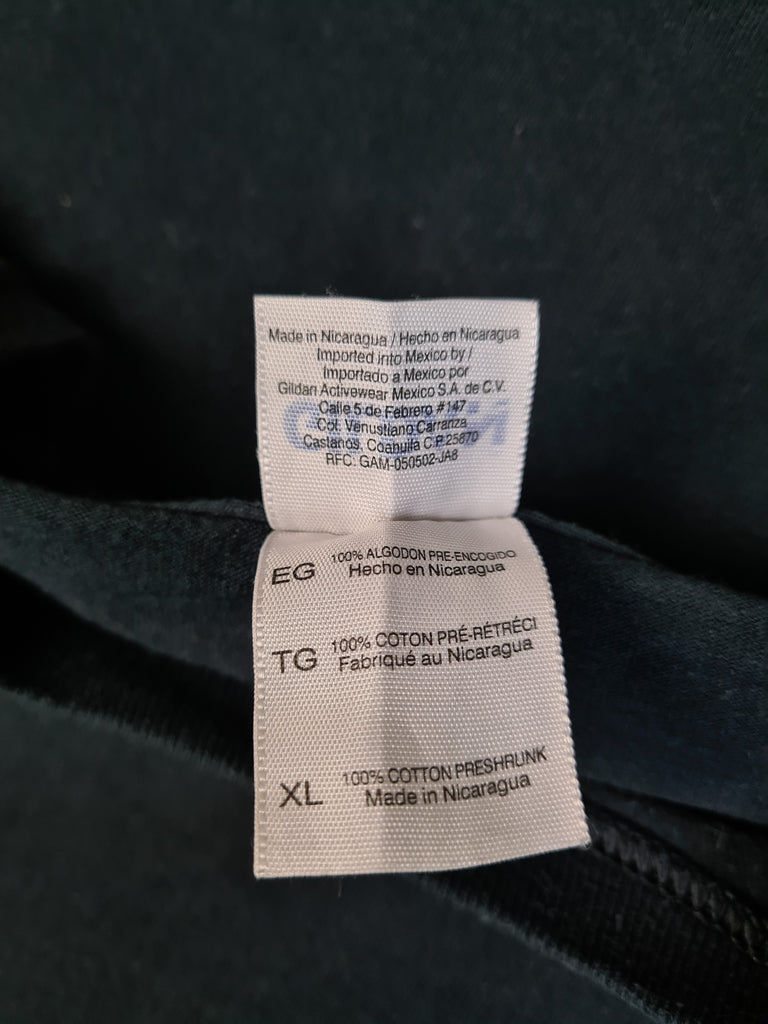 Made in Nicaragua / Hecho en Nicaragua
Imported into Mexico by /
Importado a Mexico por
Gildan Activewear Mexico S.A. de C.V.
Calle 5 de Febrero #147
Col. Venustiano Carranza
Castaños, Coahuila C.P.25870
RFC: GAM-050502-JA8
EG 100% ALGODON PRE-ENCOGIDO
Hecho en Nicaragua
TG 100% COTON PRÉ-RÉTRÉCI
Fabriqué au Nicaragua
XL 100% COTTON PRESHRUNK
Made in Nicaragua